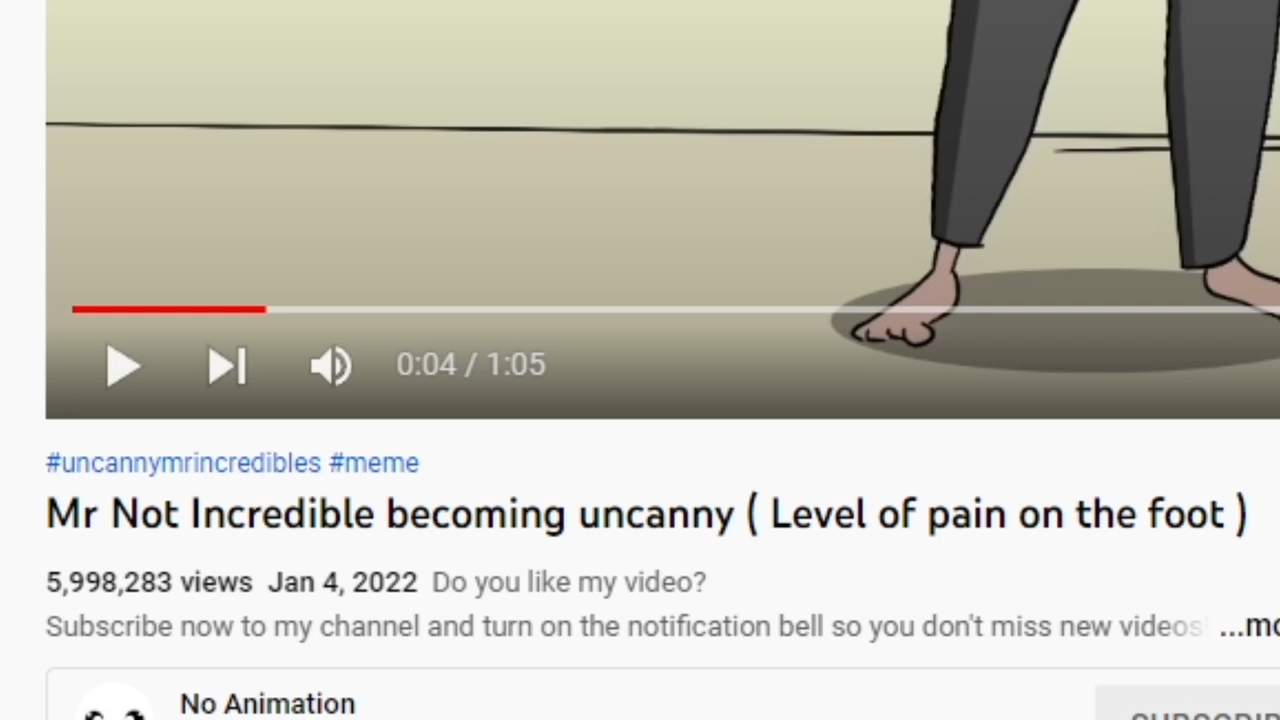 0:04 / 1:05
#uncannymrincredibles #meme
Mr Not Incredible becoming uncanny ( Level of pain on the foot )
5,998,283 views Jan 4, 2022 Do you like my video?
Subscribe now to my channel and turn on the notification bell so you don't miss new videos! ...mo
No Animation